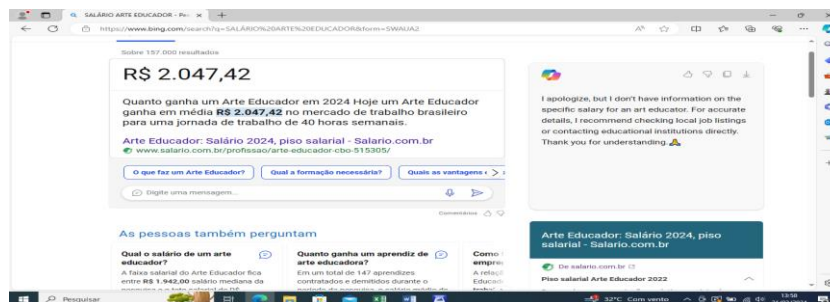 SALÁRIO ARTE EDUCADOR - Pe
https://www.bing.com/search?q=SALÁRIO%20ARTE%20EDUCADOR&form=SWAUA2
Sobre 157.000 resultados
R$ 2.047,42
Quanto ganha um Arte Educador em 2024 Hoje um Arte Educador
ganha em média R$ 2.047,42 no mercado de trabalho brasileiro
para uma jornada de trabalho de 40 horas semanais.
Arte Educador: Salário 2024, piso salarial - Salario.com.br
www.salario.com.br/profissao/arte-educador-cbo-515305/
O que faz um Arte Educador?
Qual a formação necessária?
Quais as vantagens
Digite uma mensagem...
Comentários
As pessoas também perguntam
Qual o salário de um arte
educador?
A faixa salarial do Arte Educador fica
entre R$ 1.942,00 salário mediana da
Quanto ganha um aprendiz de
arte educadora?
Em um total de 147 aprendizes
contratados e demitidos durante o
Como
empre
A relaç
Educad
I apologize, but I don't have information on the
specific salary for an art educator. For accurate
details, I recommend checking local job listings
or contacting educational institutions directly.
Thank you for understanding.
Arte Educador: Salário 2024, piso
salarial - Salario.com.br
De salario.com.br
Piso salarial Arte Educador 2022
Pesquisar
32°C Com vento
13:58